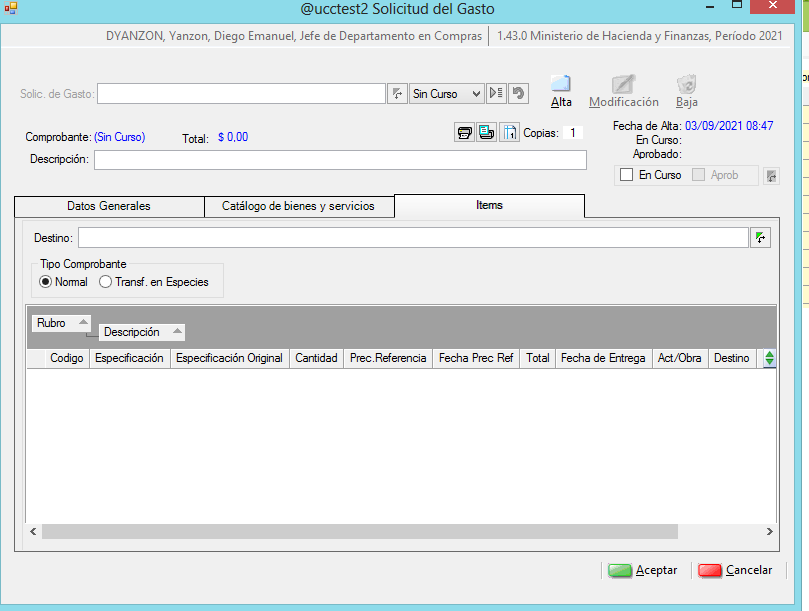 @ucctest2 Solicitud del Gasto
DYANZON, Yanzon, Diego Emanuel, Jefe de Departamento en Compras
1.43.0 Ministerio de Hacienda y Finanzas, Período 2021
Solic. de Gasto:
Sin Curso
Alta
Modificación
Baja
Comprobante: (Sin Curso)
Total: $ 0,00
Copias: 1
Fecha de Alta: 03/09/2021 08:47
En Curso:
Aprobado:
Descripción:
En Curso
Aprob
Datos Generales
Catálogo de bienes y servicios
Items
Destino:
Tipo Comprobante
Normal
Transf. en Especies
Rubro
Descripción
Codigo
Especificación
Especificación Original
Cantidad
Prec.Referencia
Fecha Prec Ref
Total
Fecha de Entrega
Act/Obra
Destino
Aceptar
Cancelar